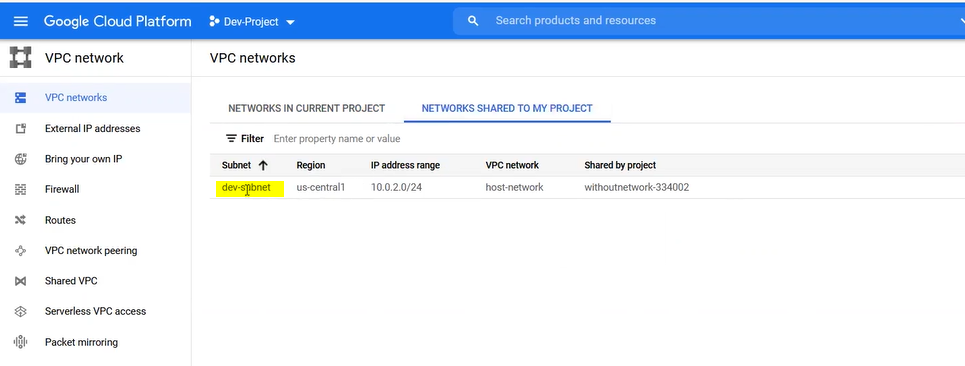 Google Cloud Platform
Dev-Project
Search products and resources
VPC network
VPC networks
External IP addresses
Bring your own IP
Firewall
Routes
VPC network peering
Shared VPC
Serverless VPC access
Packet mirroring
VPC networks
NETWORKS IN CURRENT PROJECT NETWORKS SHARED TO MY PROJECT
Filter Enter property name or value
Subnet Region IP address range VPC network Shared by project
dev-subnet us-central1 10.0.2.0/24 host-network withoutnetwork-334002